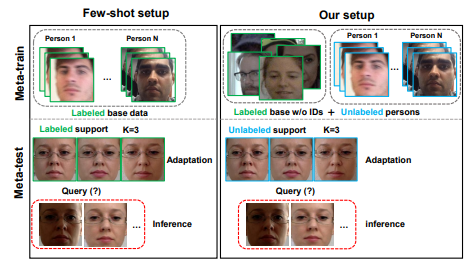 Few-shot setup
Our setup
Meta-train
Person 1
Person N
...
Labeled base data
Person 1
Person N
...
Labeled base w/o IDs + Unlabeled persons
Meta-test
Labeled support K=3
Adaptation
Query (?)
...
Inference
Unlabeled support K=3
Adaptation
Query (?)
...
inference